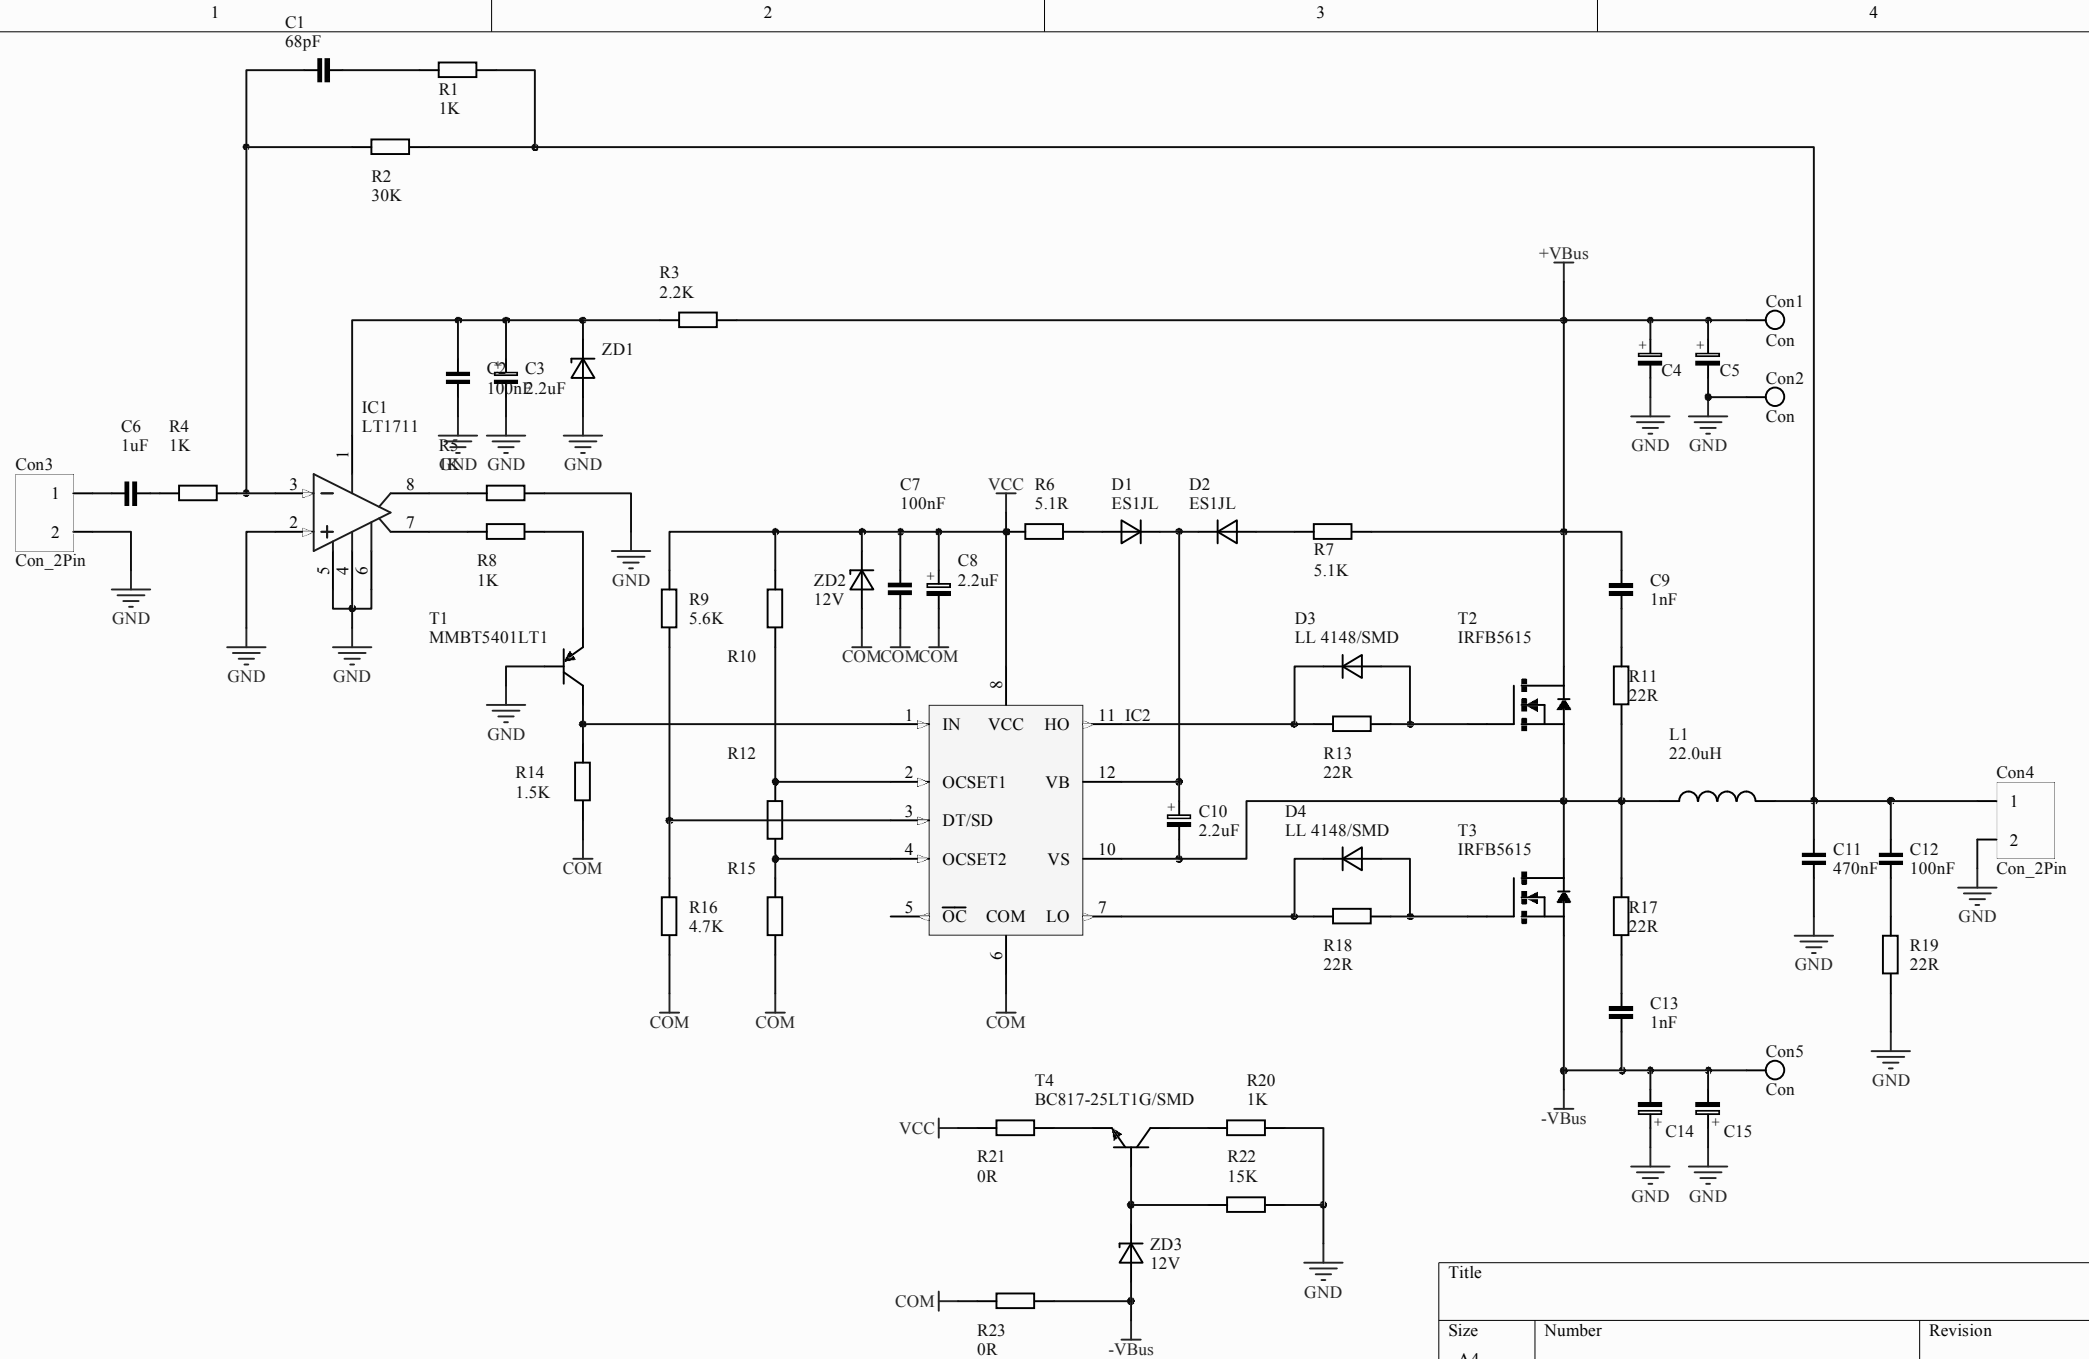 1
2
3
4
C1
68pF
R1
1K
R2
30K
R3
2.2K
+VBus
Con1
Con
C4
C5
Con2
Con
GND
GND
ZD1
C2
100nF
C3
2.2uF
IC1
LT1711
R5
1K
GND
GND
GND
C6
1uF
R4
1K
Con3
1
2
Con_2Pin
GND
1
3
2
8
7
5
4
6
GND
GND
R8
1K
GND
T1
MMBT5401LT1
GND
R14
1.5K
COM
R9
5.6K
R10
R12
R15
R16
4.7K
COM
COM
C7
100nF
ZD2
12V
C8
2.2uF
COM
COM
COM
VCC
R6
5.1R
D1
ES1JL
D2
ES1JL
R7
5.1K
8
1
IN
VCC
HO
11
IC2
2
OCSET1
VB
12
3
DT/SD
4
OCSET2
VS
10
5
OC
COM
LO
7
6
COM
C10
2.2uF
D3
LL 4148/SMD
R13
22R
T2
IRFB5615
D4
LL 4148/SMD
R18
22R
T3
IRFB5615
C9
1nF
R11
22R
L1
22.0uH
R17
22R
C13
1nF
Con4
1
2
Con_2Pin
GND
C11
470nF
GND
C12
100nF
R19
22R
GND
Con5
Con
-VBus
C14
C15
GND
GND
T4
BC817-25LT1G/SMD
R20
1K
VCC
R21
0R
R22
15K
ZD3
12V
GND
COM
R23
0R
-VBus
Title
Size
Number
Revision
A4